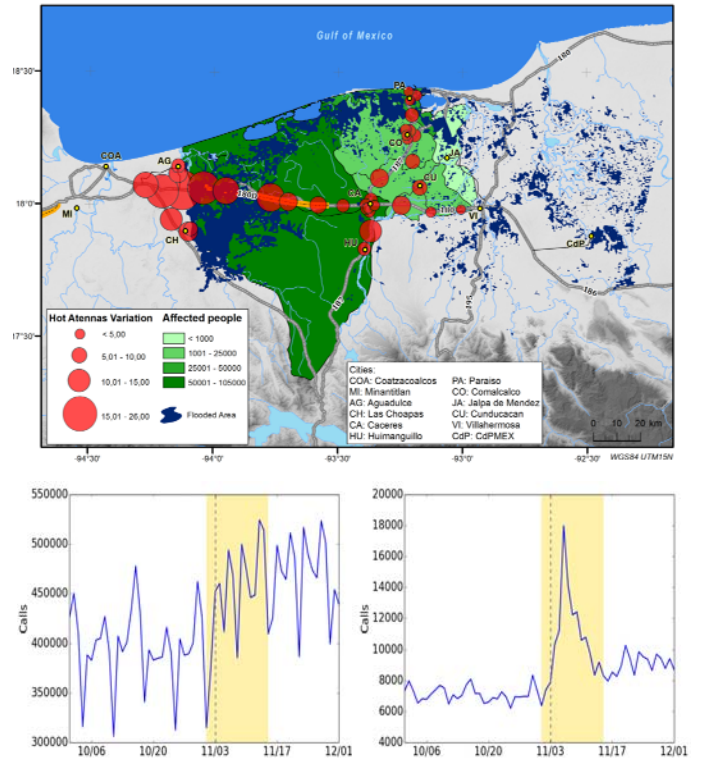 Gulf of Mexico
18°30'
18°0'
17°30'
180
PA
CO
JA
187
COA
AG
CU
CA
MI
VI
CH
HU
CdP
187
195
186
Hot Atennas Variation
< 5,00
5,01 - 10,00
10,01 - 15,00
15,01 - 26,00
Affected people
< 1000
1001 - 25000
25001 - 50000
50001 - 105000
Flooded Area
Cities:
COA: Coatzacoalcos
MI: Minantitlan
AG: Aguadulce
CH: Las Choapas
CA: Caceres
HU: Huimanguillo
PA: Paraiso
CO: Comalcalco
JA: Jalpa de Mendez
CU: Cunducacan
VI: Villahermosa
CdP: CdPMEX
0 10 20 km
-94°30'
-94°0'
-93°30'
-93°0'
-92°30'
WGS84 UTM15N
550000
500000
450000
400000
350000
300000
Calls
10/06
10/20
11/03
11/17
12/01
20000
18000
16000
14000
12000
10000
8000
6000
4000
Calls
10/06
10/20
11/03
11/17
12/01